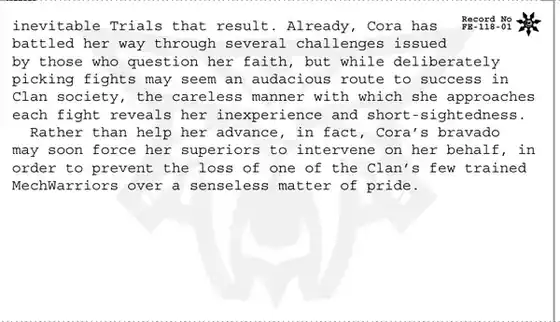 inevitable Trials that result. Already, Cora has
Record No
FE-118-01
battled her way through several challenges issued
by those who question her faith, but while deliberately
picking fights may seem an audacious route to success in
Clan society, the careless manner with which she approaches
each fight reveals her inexperience and short-sightedness.
Rather than help her advance, in fact, Cora's bravado
may soon force her superiors to intervene on her behalf, in
order to prevent the loss of one of the Clan's few trained
MechWarriors over a senseless matter of pride.